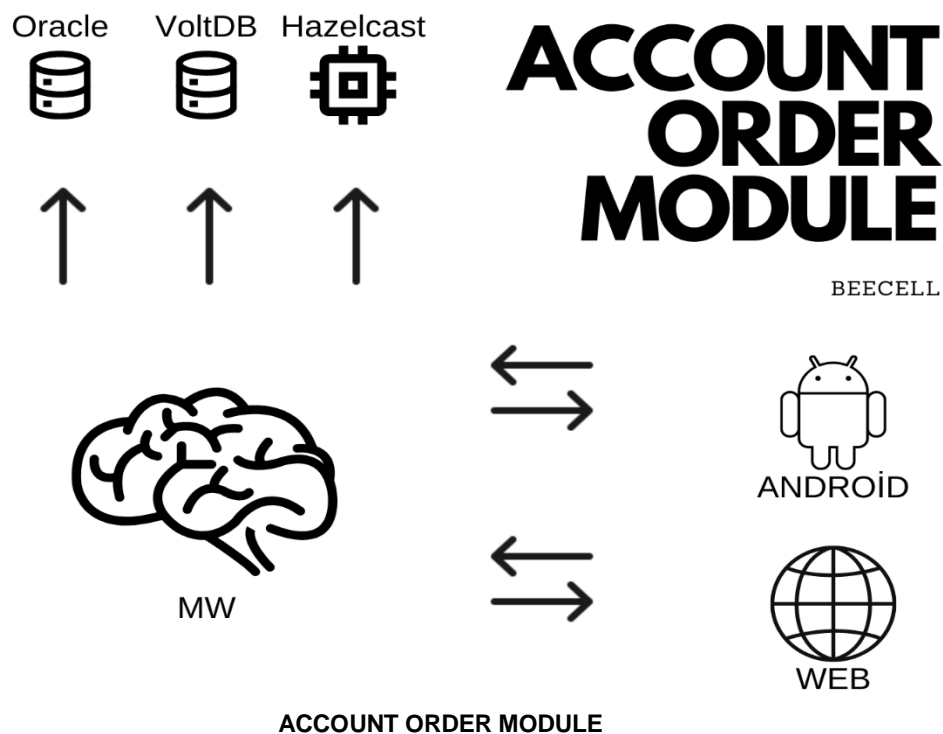 Oracle VoltDB Hazelcast
ACCOUNT
ORDER
MODULE
BEECELL
ANDROİD
MW
WEB
ACCOUNT ORDER MODULE